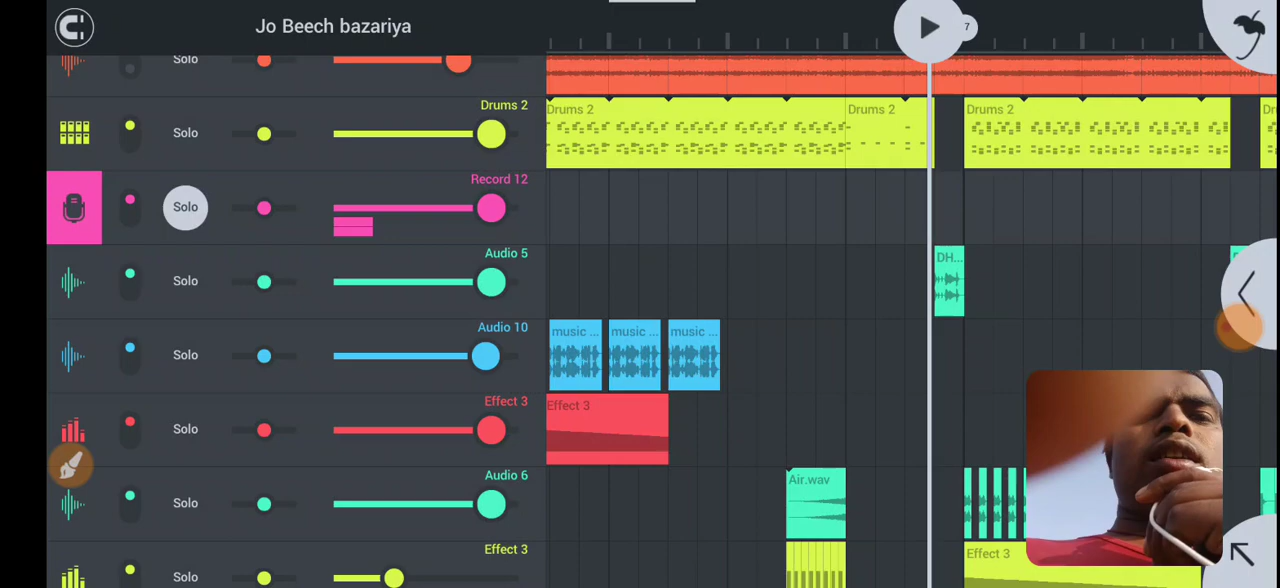 Jo Beech bazariya
7
Solo
Drums 2
Solo
Drums 2
Drums 2
Drums 2
Record 12
Solo
Audio 5
Solo
DH...
Audio 10
Solo
music ...
music ...
music ...
Effect 3
Solo
Effect 3
Audio 6
Solo
Air.wav
Effect 3
Solo
Effect 3